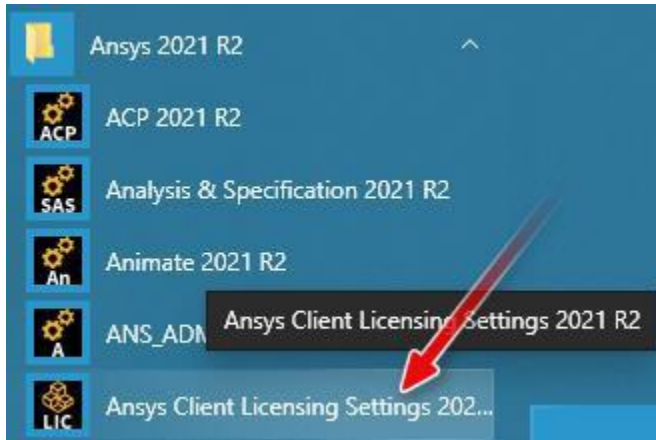 Ansys 2021 R2
ACP
ACP 2021 R2
SAS
Analysis & Specification 2021 R2
An
Animate 2021 R2
A
ANS_ADM
Ansys Client Licensing Settings 2021 R2
LIC
Ansys Client Licensing Settings 202...